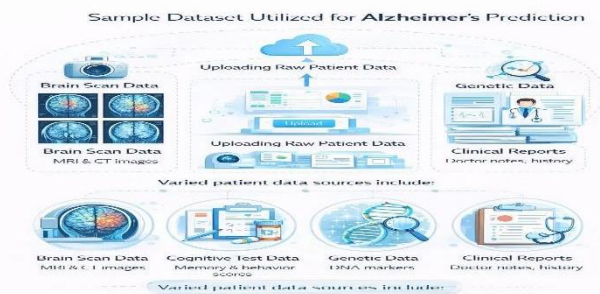 Sample Dataset Utilized for Alzheimer's Prediction
Uploading Raw Patient Data
Brain Scan Data
Genetic Data
Upload
Brain Scan Data
MRI & CT images
Uploading Raw Patient Data
Clinical Reports
Doctor notes, history
Varied patient data sources include:
Brain Scan Data
MRI & CT images
Cognitive Test Data
Memory & behavior
scores
Genetic Data
DNA markers
Clinical Reports
Doctor notes, history
Varied patient data sources include: